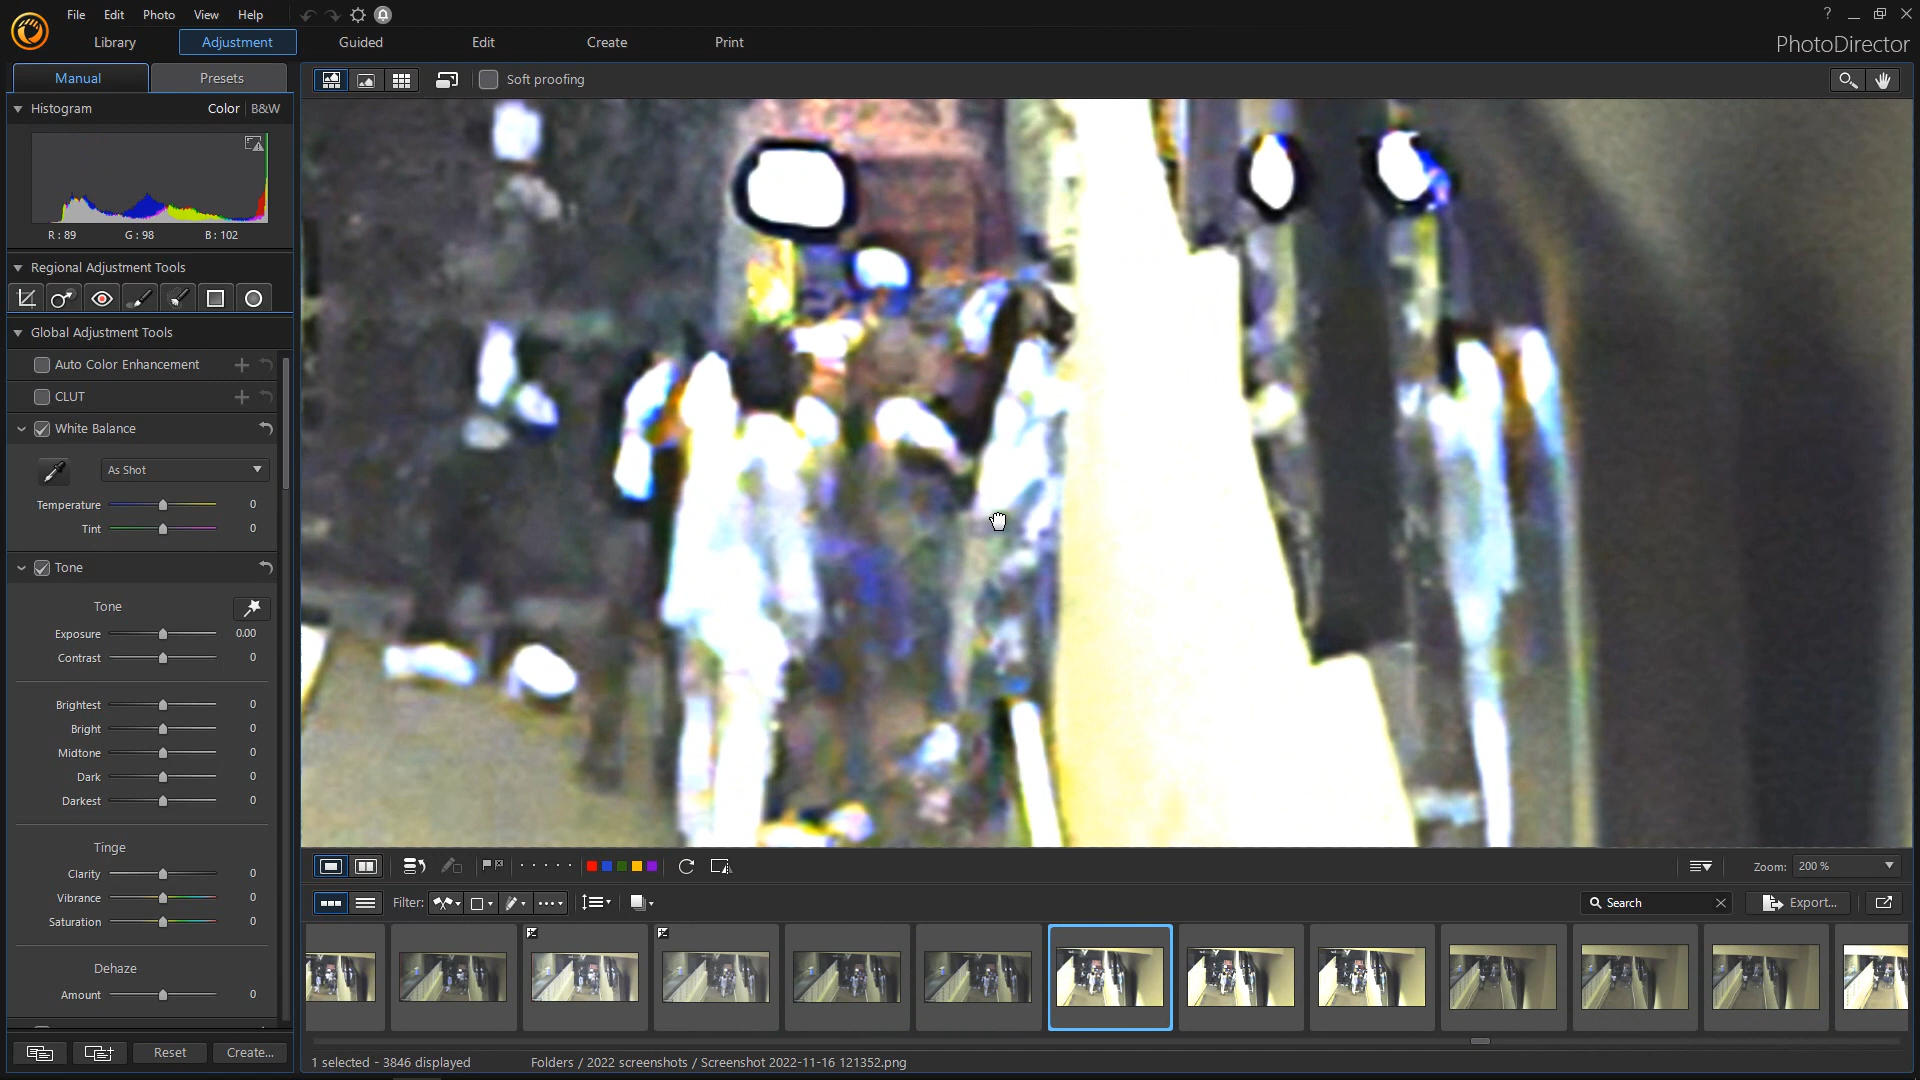 File Edit Photo View Help
?
Library Adjustment Guided Edit Create Print
PhotoDirector
Manual Presets
Soft proofing
Histogram Color | B&W
R : 89 G : 98 B : 102
Regional Adjustment Tools
Global Adjustment Tools
Auto Color Enhancement
CLUT
White Balance
As Shot
Temperature 0
Tint 0
Tone
Tone
Exposure 0.00
Contrast 0
Brightest 0
Bright 0
Midtone 0
Dark 0
Darkest 0
Tinge
Clarity 0
Vibrance 0
Saturation 0
Dehaze
Amount 0
Reset Create...
Zoom: 200 %
Filter:
Search
Export...
1 selected - 3846 displayed
Folders / 2022 screenshots / Screenshot 2022-11-16 121352.png